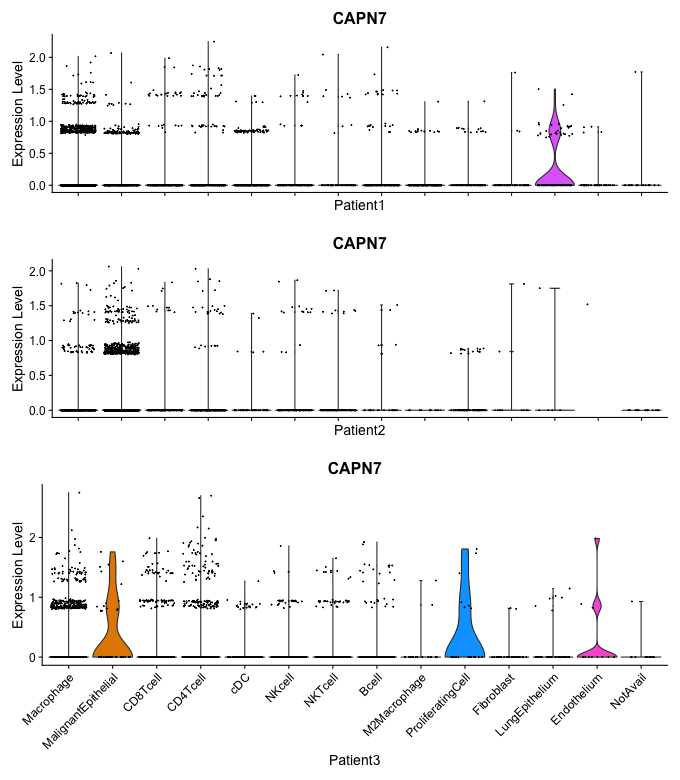 CAPN7
Expression Level
2.0
1.5
1.0
0.5
0.0
Patient1
CAPN7
Expression Level
2.0
1.5
1.0
0.5
0.0
Patient2
CAPN7
Expression Level
2
1
0
Macrophage
MalignantEpithelial
CD8Tcell
CD4Tcell
cDC
NKcell
NKTcell
Bcell
M2Macrophage
ProliferatingCell
Fibroblast
LungEpithelium
Endothelium
NotAvail
Patient3